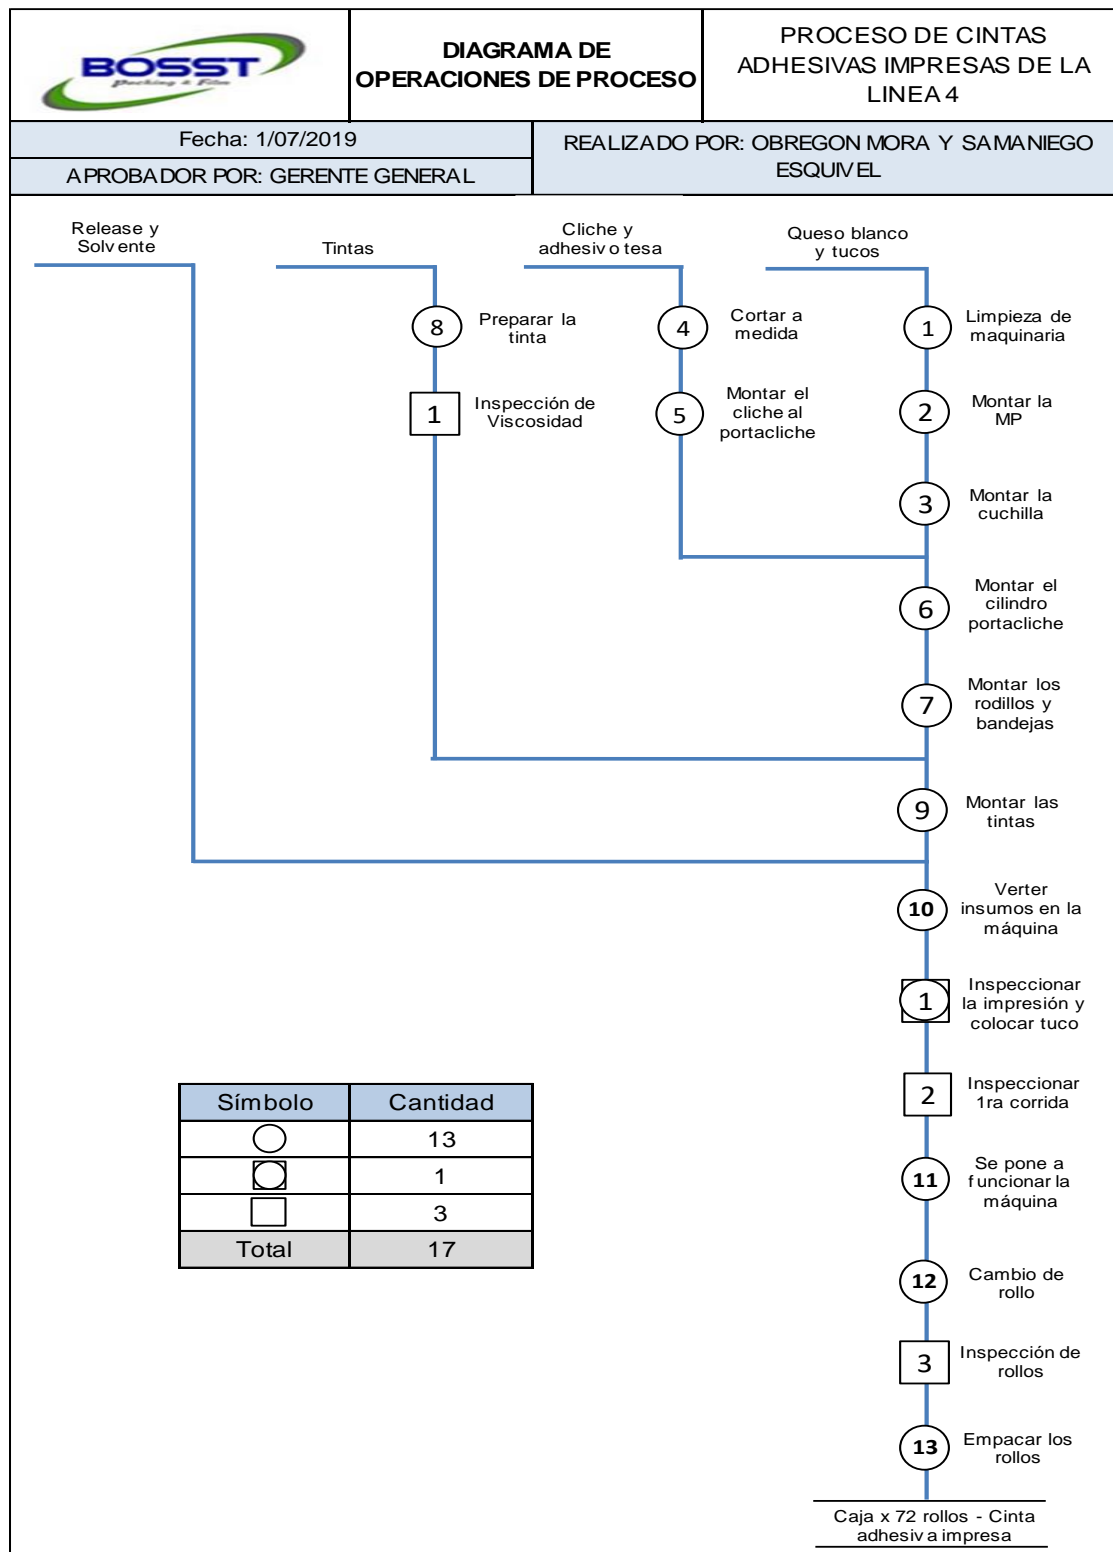 BOSST
Packing & Film
DIAGRAMA DE
OPERACIONES DE PROCESO
PROCESO DE CINTAS
ADHESIVAS IMPRESAS DE LA
LINEA 4
Fecha: 1/07/2019
APROBADOR POR: GERENTE GENERAL
REALIZADO POR: OBREGON MORA Y SAMANIEGO
ESQUIVEL
Release y
Solvente
Tintas
Cliche y
adhesivo tesa
Queso blanco
y tucos
8
Preparar la
tinta
4
Cortar a
medida
1
Limpieza de
maquinaria
1
Inspección de
Viscosidad
5
Montar el
cliche al
portacliche
2
Montar la
MP
3
Montar la
cuchilla
6
Montar el
cilindro
portacliche
7
Montar los
rodillos y
bandejas
9
Montar las
tintas
10
Verter
insumos en la
máquina
1
Inspeccionar
la impresión y
colocar tuco
2
Inspeccionar
1ra corrida
11
Se pone a
funcionar la
máquina
12
Cambio de
rollo
3
Inspección de
rollos
13
Empacar los
rollos
Caja x 72 rollos - Cinta
adhesiva impresa
Símbolo Cantidad
13
1
3
Total 17